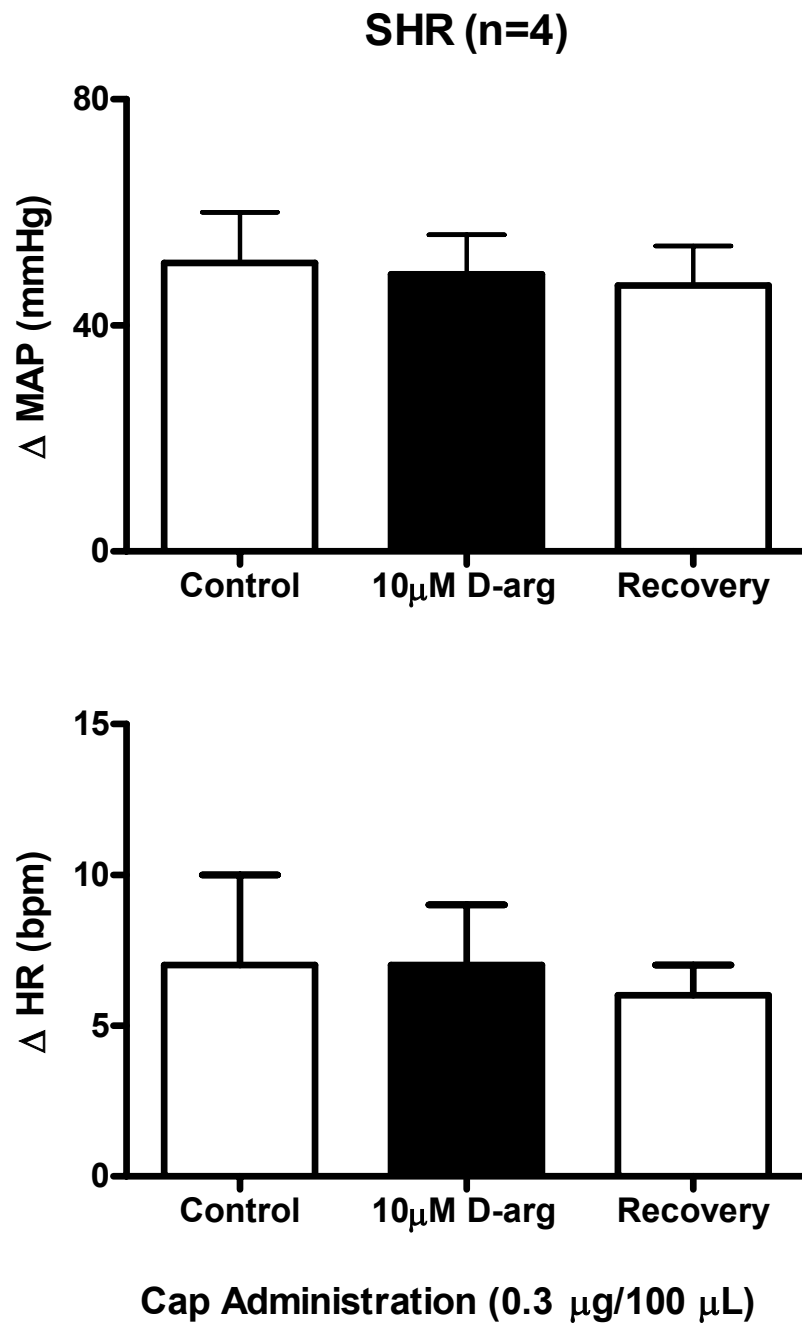 SHR (n=4)
80
40
0
Δ MAP (mmHg)
Control 10μM D-arg Recovery
15
10
5
0
Δ HR (bpm)
Control 10μM D-arg Recovery
Cap Administration (0.3 μg/100 μL)